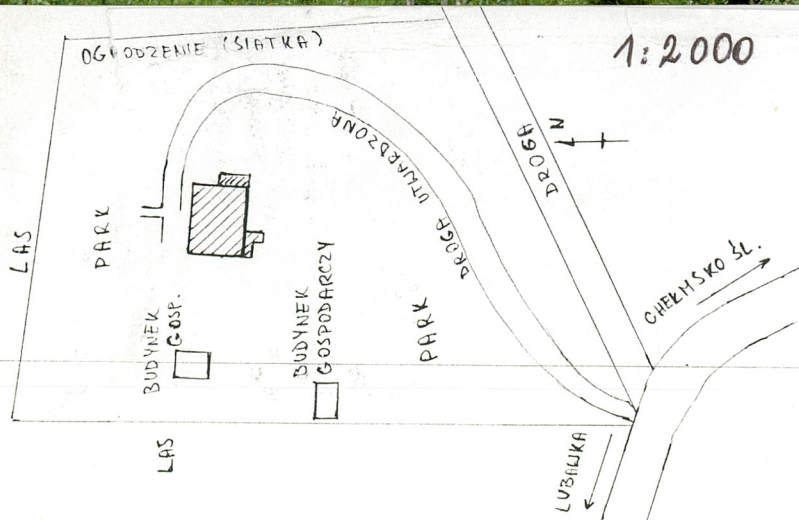 OGRODZENIE (SIATKA)
1:2000
DROGA UTWARDZONA
DROGA
N
LAS
PARK
CHEŁMSKO ŚL.
BUDYNEK
GOSP.
BUDYNEK
GOSPODARCZY
PARK
LAS
LUBAWKA